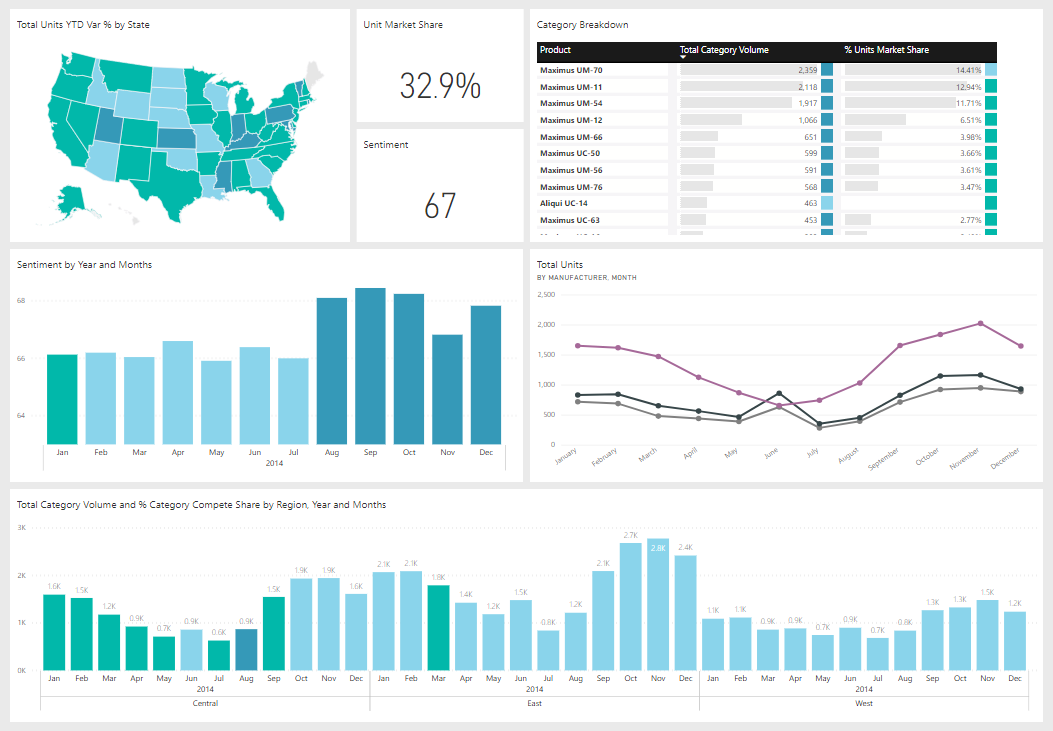 Total Units YTD Var % by State
Unit Market Share
32.9%
Sentiment
67
Category Breakdown
Product Total Category Volume % Units Market Share
Maximus UM-70 2,359 14.41%
Maximus UM-11 2,118 12.94%
Maximus UM-54 1,917 11.71%
Maximus UM-12 1,066 6.51%
Maximus UM-66 651 3.98%
Maximus UC-50 599 3.66%
Maximus UM-56 591 3.61%
Maximus UM-76 568 3.47%
Aliqui UC-14 463
Maximus UC-63 453 2.77%
Sentiment by Year and Months
68
66
64
Jan Feb Mar Apr May Jun Jul Aug Sep Oct Nov Dec
2014
Total Units
BY MANUFACTURER, MONTH
2,500
2,000
1,500
1,000
500
0
January February March April May June July August September October November December
Total Category Volume and % Category Compete Share by Region, Year and Months
3K
2K
1K
0K
1.6K 1.5K 1.2K 0.9K 0.7K 0.9K 0.6K 0.9K 1.5K 1.9K 1.9K 1.6K 2.1K 2.1K 1.8K 1.4K 1.2K 1.5K 0.8K 1.2K 2.1K 2.7K 2.8K 2.4K 1.1K 1.1K 0.9K 0.9K 0.7K 0.9K 0.7K 0.8K 1.3K 1.3K 1.5K 1.2K
Jan Feb Mar Apr May Jun Jul Aug Sep Oct Nov Dec Jan Feb Mar Apr May Jun Jul Aug Sep Oct Nov Dec Jan Feb Mar Apr May Jun Jul Aug Sep Oct Nov Dec
2014 2014 2014
Central East West